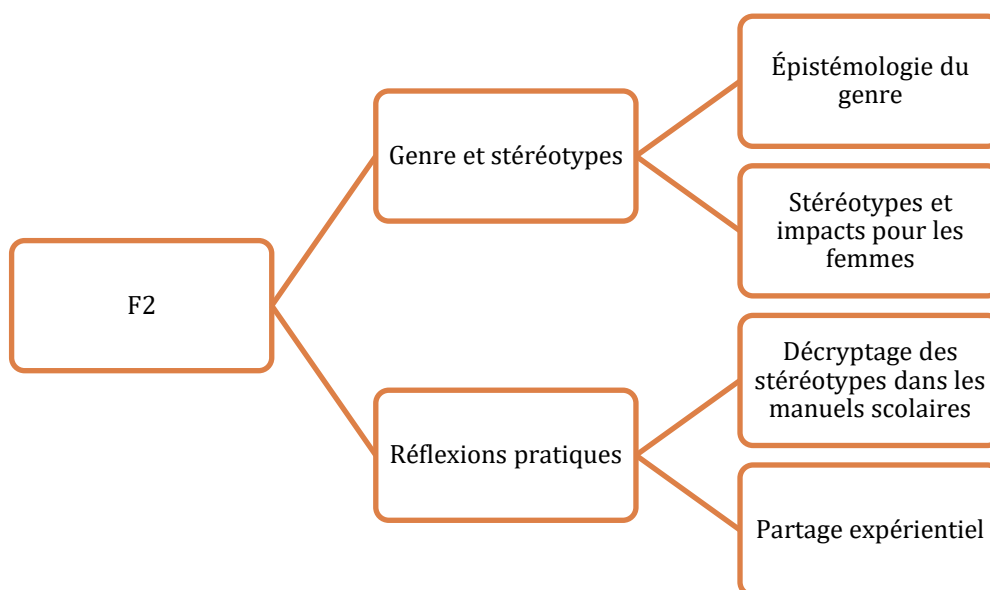 Épistémologie du
genre
Genre et stéréotypes
Stéréotypes et
impacts pour les
femmes
F2
Décryptage des
stéréotypes dans les
manuels scolaires
Réflexions pratiques
Partage expérientiel